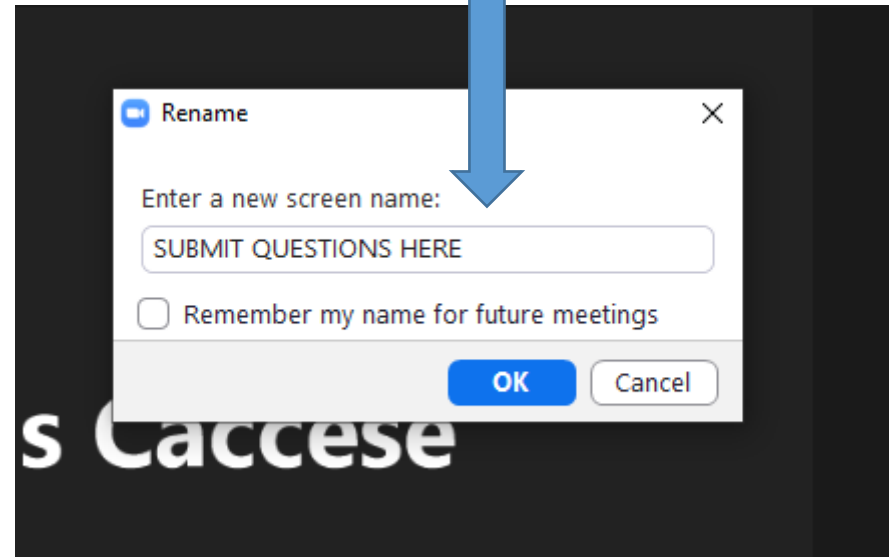 Rename
Enter a new screen name:
SUBMIT QUESTIONS HERE
Remember my name for future meetings
OK Cancel
s Caccese